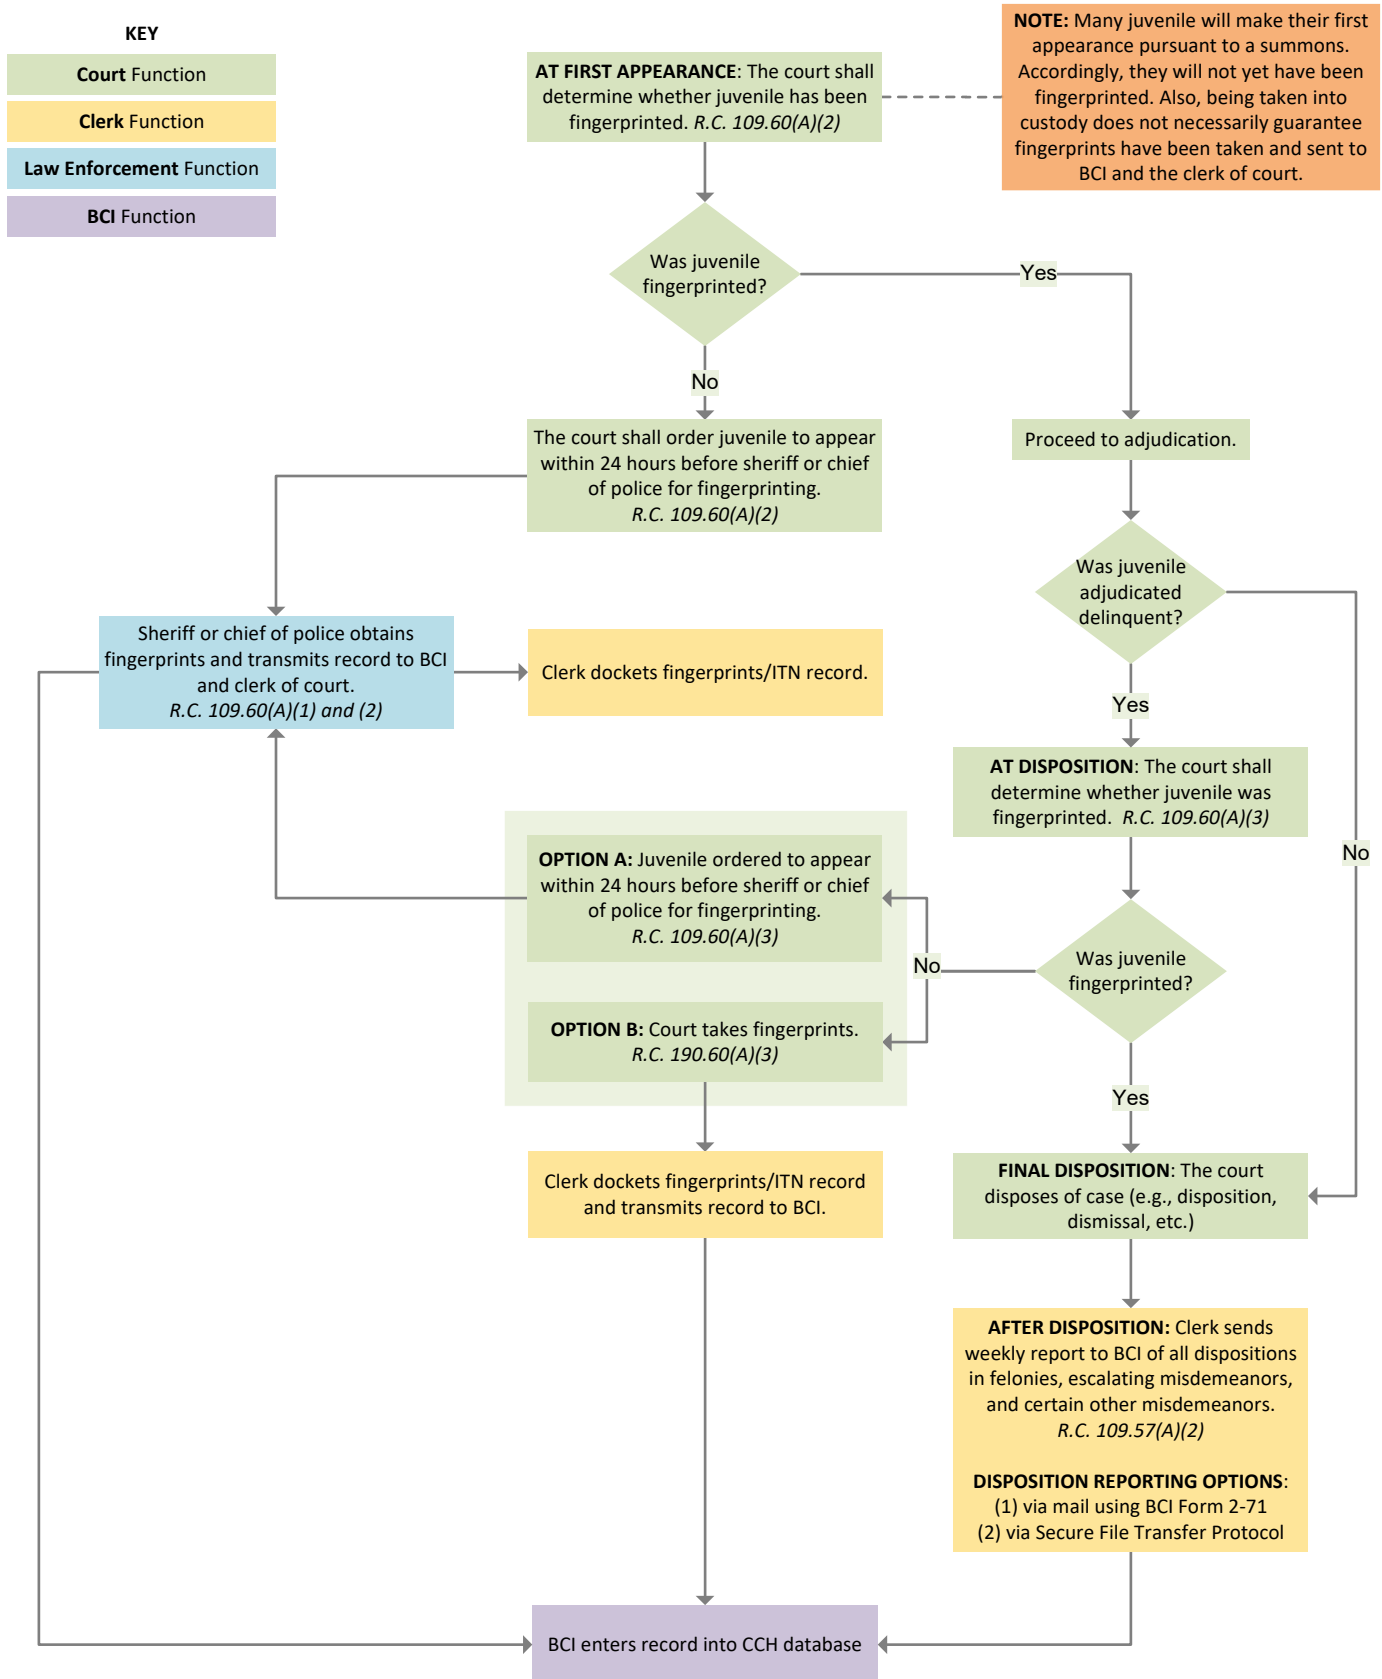 KEY
Court Function
Clerk Function
Law Enforcement Function
BCI Function
AT FIRST APPEARANCE: The court shall
determine whether juvenile has been
fingerprinted. R.C. 109.60(A)(2)
NOTE: Many juvenile will make their first
appearance pursuant to a summons.
Accordingly, they will not yet have been
fingerprinted. Also, being taken into
custody does not necessarily guarantee
fingerprints have been taken and sent to
BCI and the clerk of court.
Was juvenile
fingerprinted?
Yes
No
The court shall order juvenile to appear
within 24 hours before sheriff or chief
of police for fingerprinting.
R.C. 109.60(A)(2)
Proceed to adjudication.
Was juvenile
adjudicated
delinquent?
Sheriff or chief of police obtains
fingerprints and transmits record to BCI
and clerk of court.
R.C. 109.60(A)(1) and (2)
Clerk dockets fingerprints/ITN record.
Yes
No
AT DISPOSITION: The court shall
determine whether juvenile was
fingerprinted. R.C. 109.60(A)(3)
OPTION A: Juvenile ordered to appear
within 24 hours before sheriff or chief
of police for fingerprinting.
R.C. 109.60(A)(3)
No
Was juvenile
fingerprinted?
OPTION B: Court takes fingerprints.
R.C. 190.60(A)(3)
Yes
Clerk dockets fingerprints/ITN record
and transmits record to BCI.
FINAL DISPOSITION: The court
disposes of case (e.g., disposition,
dismissal, etc.)
AFTER DISPOSITION: Clerk sends
weekly report to BCI of all dispositions
in felonies, escalating misdemeanors,
and certain other misdemeanors.
R.C. 109.57(A)(2)
DISPOSITION REPORTING OPTIONS:
(1) via mail using BCI Form 2-71
(2) via Secure File Transfer Protocol
BCI enters record into CCH database